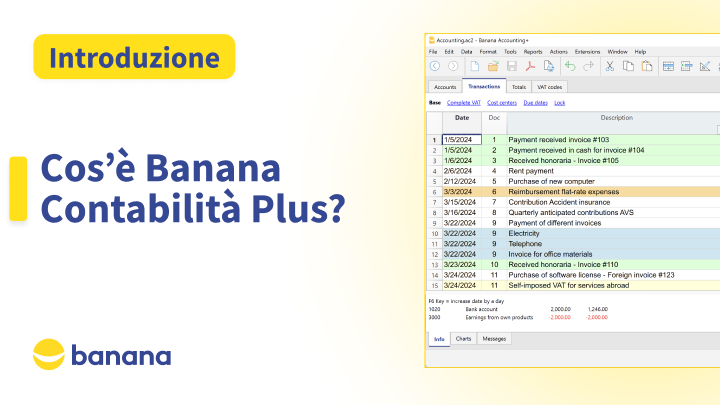 Introduzione
Cos’è Banana
Contabilità Plus?
banana
Accounting.ac2 - Banana Accounting+
File Edit Data Format Tools Reports Actions Extensions Window Help
Accounts Transactions Totals VAT codes
Base Complete VAT Cost centers Due dates Lock
Date Doc Description
1 1/5/2024 1 Payment received invoice #103
2 1/5/2024 2 Payment received in cash for invoice #104
3 1/6/2024 3 Received honoraria - Invoice #105
4 2/6/2024 4 Rent payment
5 2/12/2024 5 Purchase of new computer
6 3/3/2024 6 Reimbursement flat-rate expenses
7 3/15/2024 7 Contribution Accident insurance
8 3/16/2024 8 Quarterly anticipated contributions AVS
9 3/22/2024 9 Payment of different invoices
10 3/22/2024 9 Electricity
11 3/22/2024 9 Telephone
12 3/22/2024 9 Invoice for office materials
13 3/23/2024 10 Received honoraria - Invoice #110
14 3/24/2024 11 Purchase of software license - Foreign invoice #123
15 3/24/2024 11 Self-imposed VAT for services abroad
F6 Key = increase date by a day
1020 Bank account 2,000.00 1,246.00
3000 Earnings from own products -2,000.00 -2,000.00
Info Charts Messages